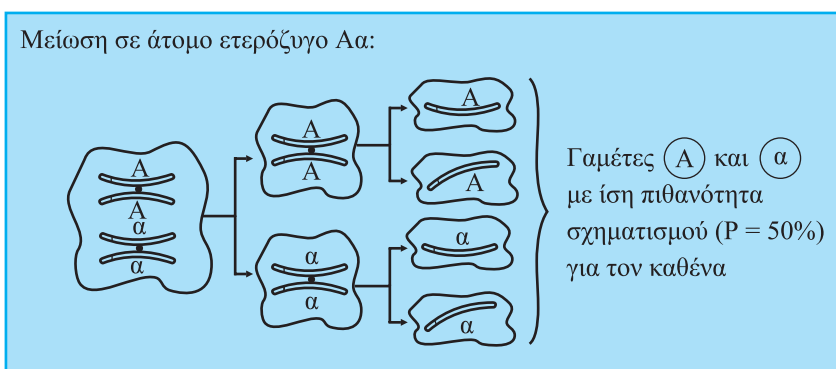 Μείωση σε άτομο ετερόζυγο Αα:
Α
Α
α
α
Α
Α
α
α
Α
Α
α
α
Γαμέτες Α και α
με ίση πιθανότητα
σχηματισμού (P = 50%)
για τον καθένα